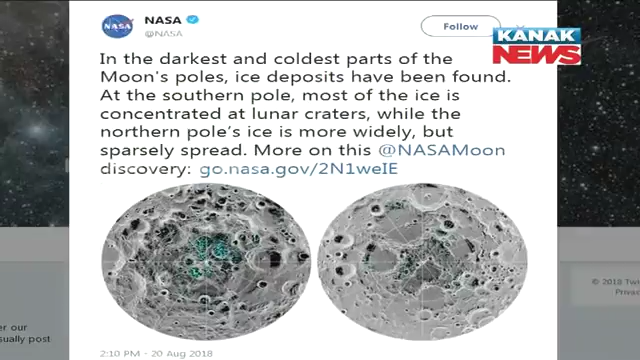 NASA
NASA
@NASA
Follow
KANAK
NEWS
In the darkest and coldest parts of the
Moon's poles, ice deposits have been found.
At the southern pole, most of the ice is
concentrated at lunar craters, while the
northern pole's ice is more widely, but
sparsely spread. More on this @NASAMoon
discovery: go.nasa.gov/2N1weIE
© 2018 Twi
Privac
er our
sually post
2:10 PM - 20 Aug 2018